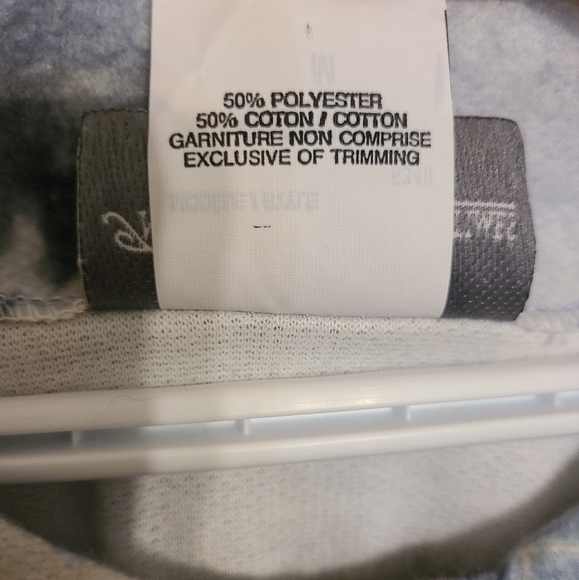 50% POLYESTER
50% COTON / COTTON
GARNITURE NON COMPRISE
EXCLUSIVE OF TRIMMING